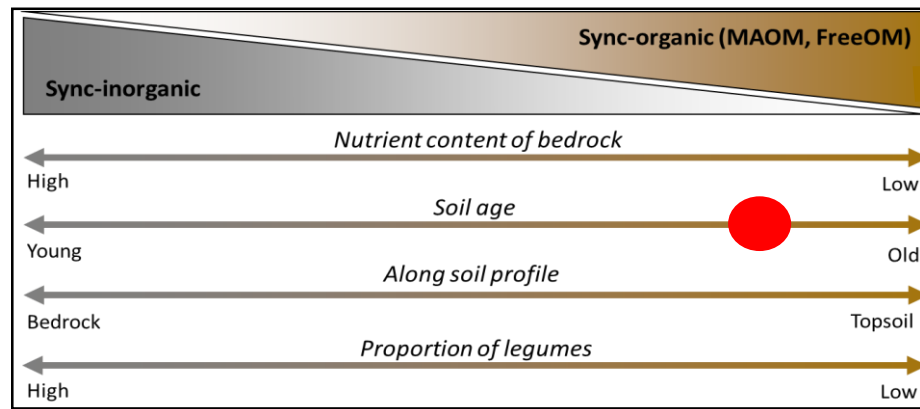 Sync-organic (MAOM, FreeOM)
Sync-inorganic
Nutrient content of bedrock
High Low
Soil age
Young Old
Along soil profile
Bedrock Topsoil
Proportion of legumes
High Low